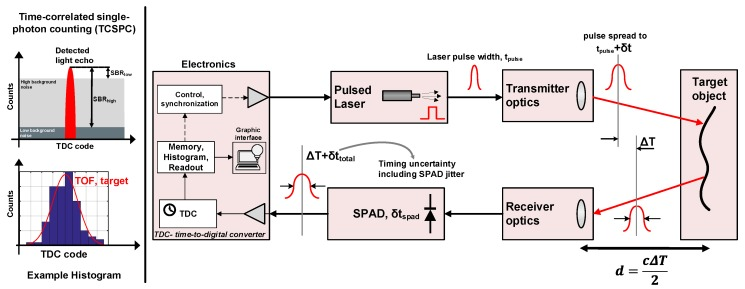 Time-correlated single-
photon counting (TCSPC)
Detected
light echo
High background
noise
SBRlow
SBRhigh
Low background
noise
Counts
TDC code
TOF, target
Counts
TDC code
Example Histogram
Electronics
Control,
synchronization
Memory,
Histogram,
Readout
Graphic
interface
TDC
TDC- time-to-digital converter
Pulsed
Laser
Laser pulse width, tpulse
Transmitter
optics
pulse spread to
tpulse+δt
Target
object
ΔT
ΔT+δttotal
Timing uncertainty
including SPAD jitter
SPAD, δtspad
Receiver
optics
d = cΔT/2